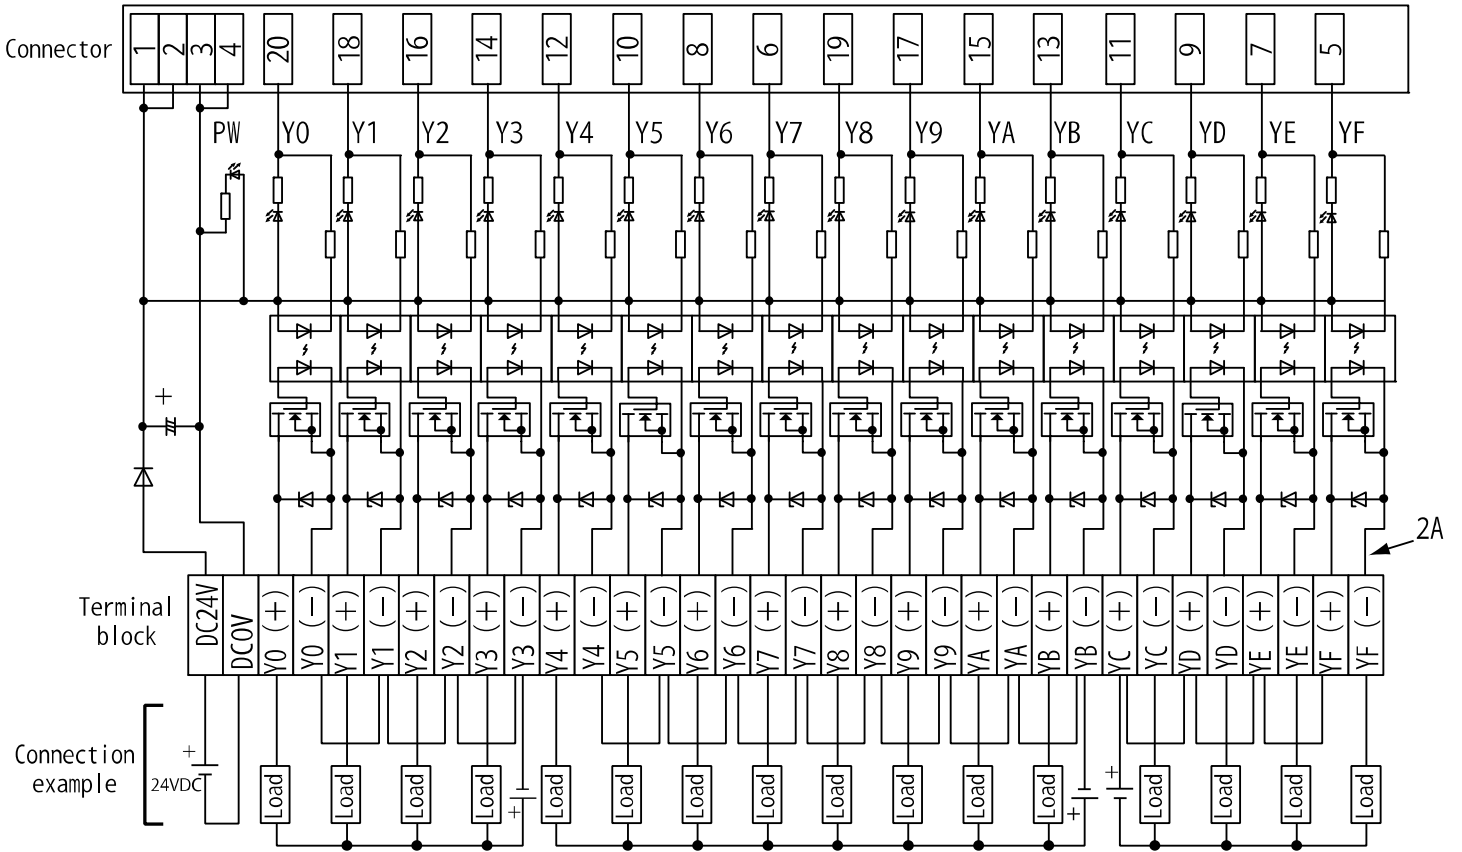 Connector 1 2 3 4 20 18 16 14 12 10 8 6 19 17 15 13 11 9 7 5
PW Y0 Y1 Y2 Y3 Y4 Y5 Y6 Y7 Y8 Y9 YA YB YC YD YE YF
+
2A
Terminal
block
DC24V DC0V Y0 (+) Y0 (−) Y1 (+) Y1 (−) Y2 (+) Y2 (−) Y3 (+) Y3 (−) Y4 (+) Y4 (−) Y5 (+) Y5 (−) Y6 (+) Y6 (−) Y7 (+) Y7 (−) Y8 (+) Y8 (−) Y9 (+) Y9 (−) YA (+) YA (−) YB (+) YB (−) YC (+) YC (−) YD (+) YD (−) YE (+) YE (−) YF (+) YF (−)
Connection
example
+
24VDC
Load Load Load Load + Load Load Load Load Load Load Load Load + + Load Load Load Load